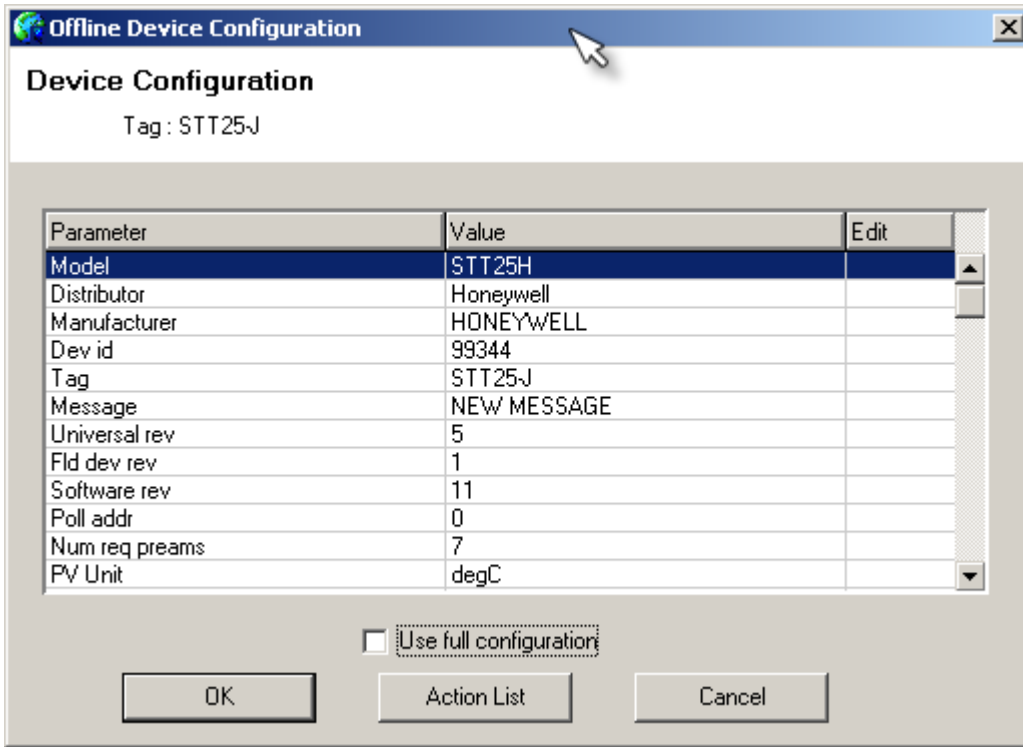 Offline Device Configuration
Device Configuration
Tag : STT25-J
Parameter Value Edit
Model STT25H
Distributor Honeywell
Manufacturer HONEYWELL
Dev id 99344
Tag STT25-J
Message NEW MESSAGE
Universal rev 5
Fld dev rev 1
Software rev 11
Poll addr 0
Num req preams 7
PV Unit degC
Use full configuration
OK Action List Cancel